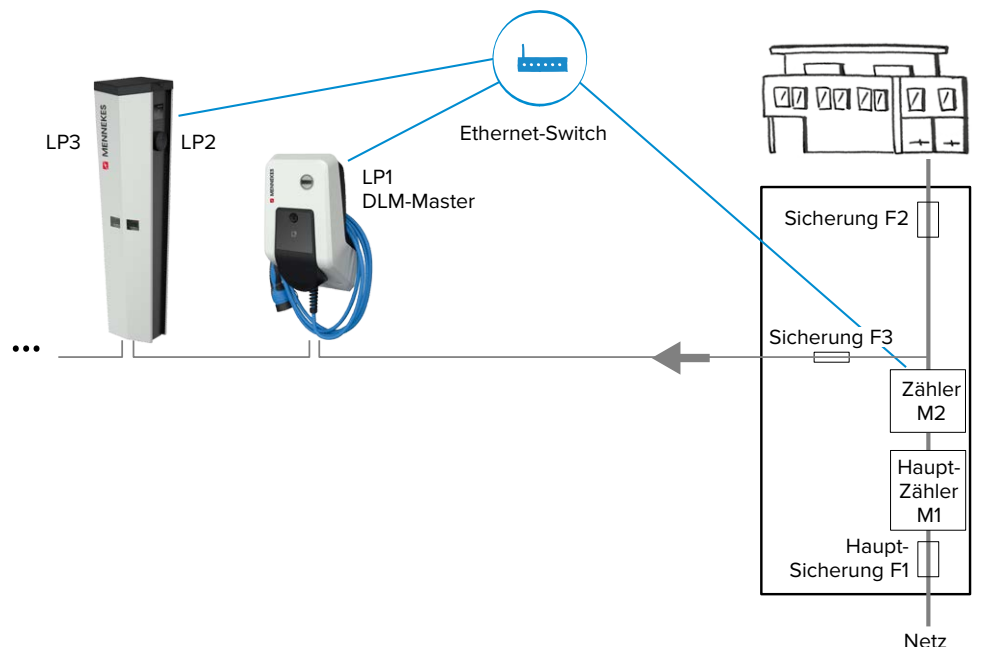 Ethernet-Switch
LP3
MENNEKES
LP2
LP1
DLM-Master
MENNEKES
Sicherung F2
Sicherung F3
...
Zähler
M2
Haupt-
Zähler
M1
Haupt-
Sicherung F1
Netz